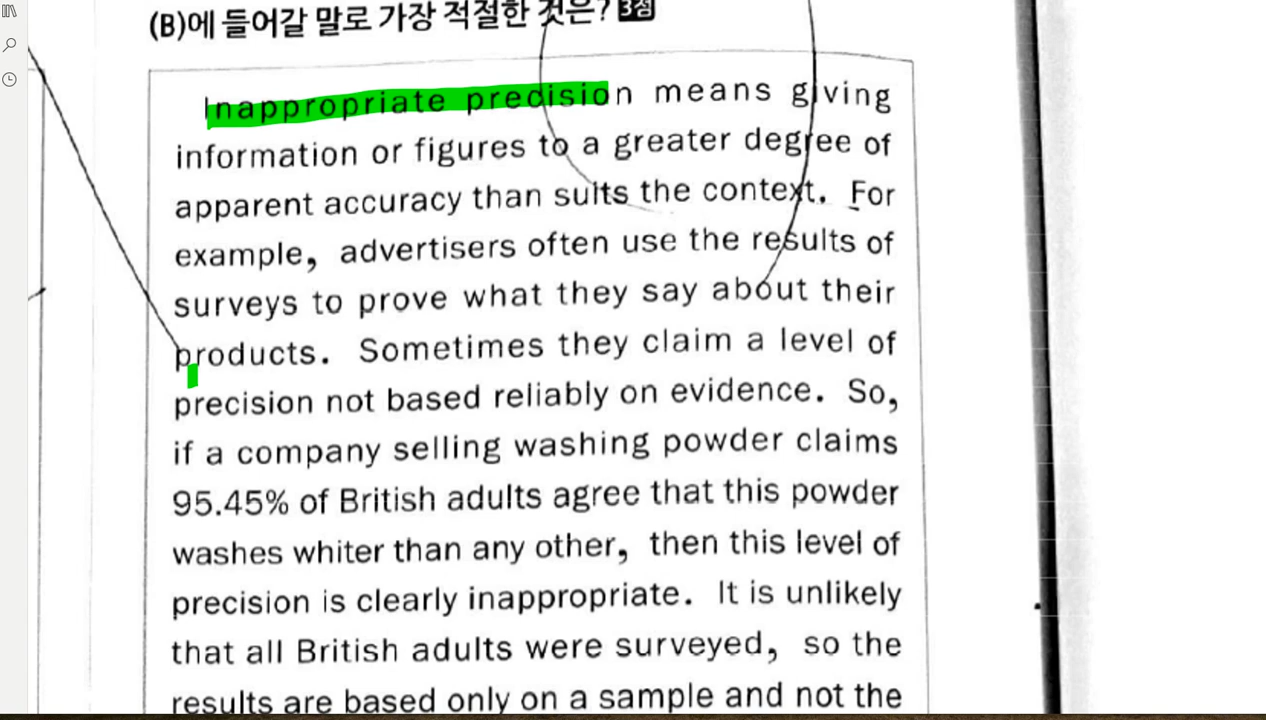 (B)에 들어갈 말로 가장 적절한 것은? 3점
Inappropriate precision means giving
information or figures to a greater degree of
apparent accuracy than suits the context. For
example, advertisers often use the results of
surveys to prove what they say about their
products. Sometimes they claim a level of
precision not based reliably on evidence. So,
if a company selling washing powder claims
95.45% of British adults agree that this powder
washes whiter than any other, then this level of
precision is clearly inappropriate. It is unlikely
that all British adults were surveyed, so the
results are based only on a sample and not the